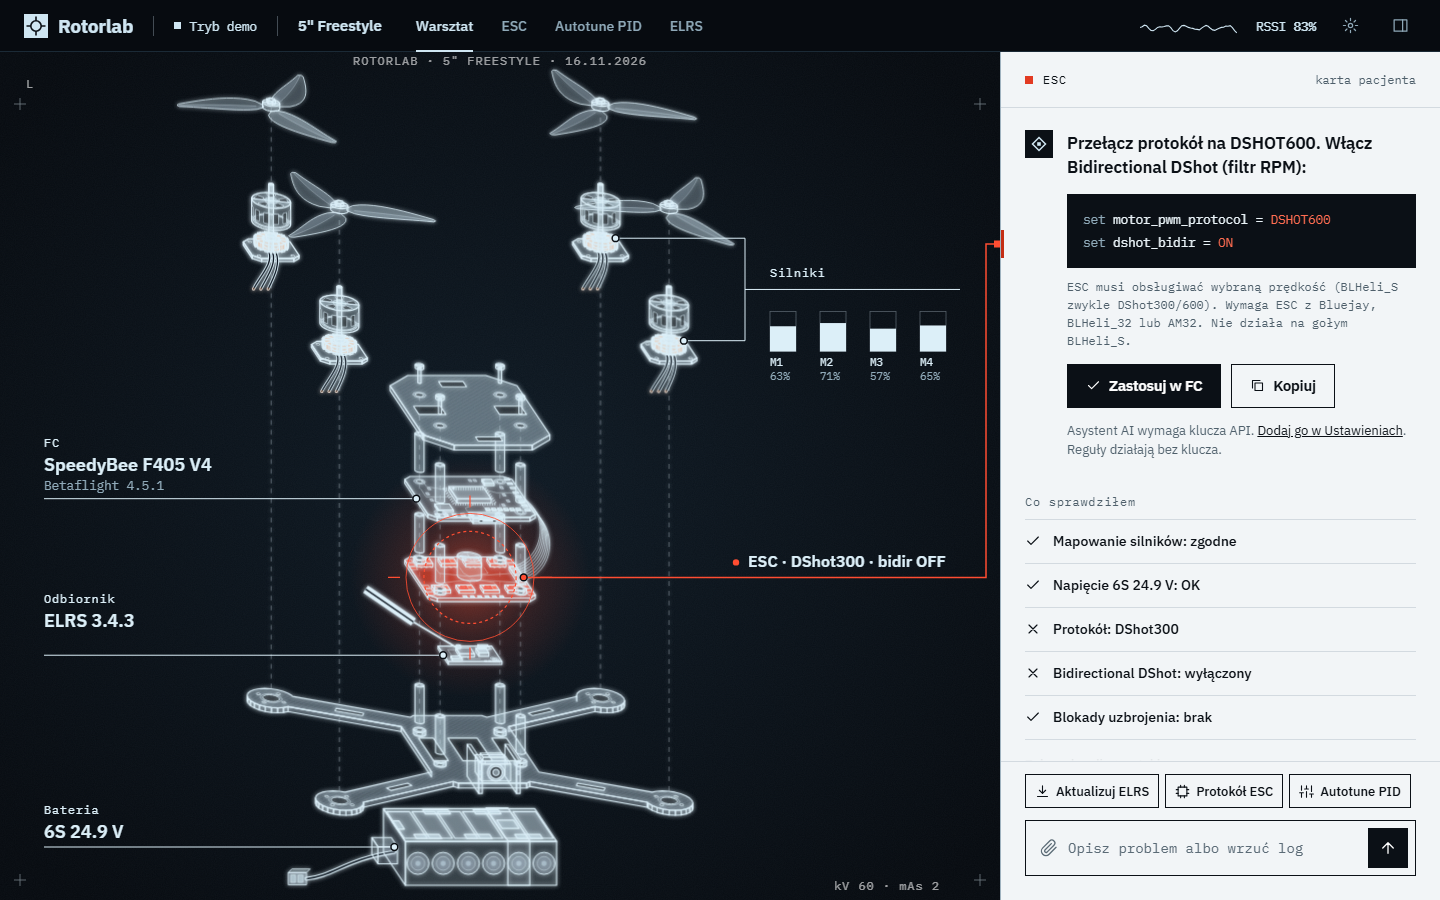 Rotorlab
Tryb demo
5" Freestyle
Warsztat
ESC
Autotune PID
ELRS
RSSI 83%
ROTORLAB · 5" FREESTYLE · 16.11.2026
L
Silniki
M1
M2
M3
M4
63%
71%
57%
65%
FC
SpeedyBee F405 V4
Betaflight 4.5.1
ESC · DShot300 · bidir OFF
Odbiornik
ELRS 3.4.3
Bateria
6S 24.9 V
kV 60 · mAs 2
ESC
karta pacjenta
Przełącz protokół na DSHOT600. Włącz
Bidirectional DShot (filtr RPM):
set motor_pwm_protocol = DSHOT600
set dshot_bidir = ON
ESC musi obsługiwać wybraną prędkość (BLHeli_S
zwykle DShot300/600). Wymaga ESC z Bluejay,
BLHeli_32 lub AM32. Nie działa na gołym
BLHeli_S.
Zastosuj w FC
Kopiuj
Asystent AI wymaga klucza API. Dodaj go w Ustawieniach.
Reguły działają bez klucza.
Co sprawdziłem
Mapowanie silników: zgodne
Napięcie 6S 24.9 V: OK
Protokół: DShot300
Bidirectional DShot: wyłączony
Blokady uzbrojenia: brak
Aktualizuj ELRS
Protokół ESC
Autotune PID
Opisz problem albo wrzuć log